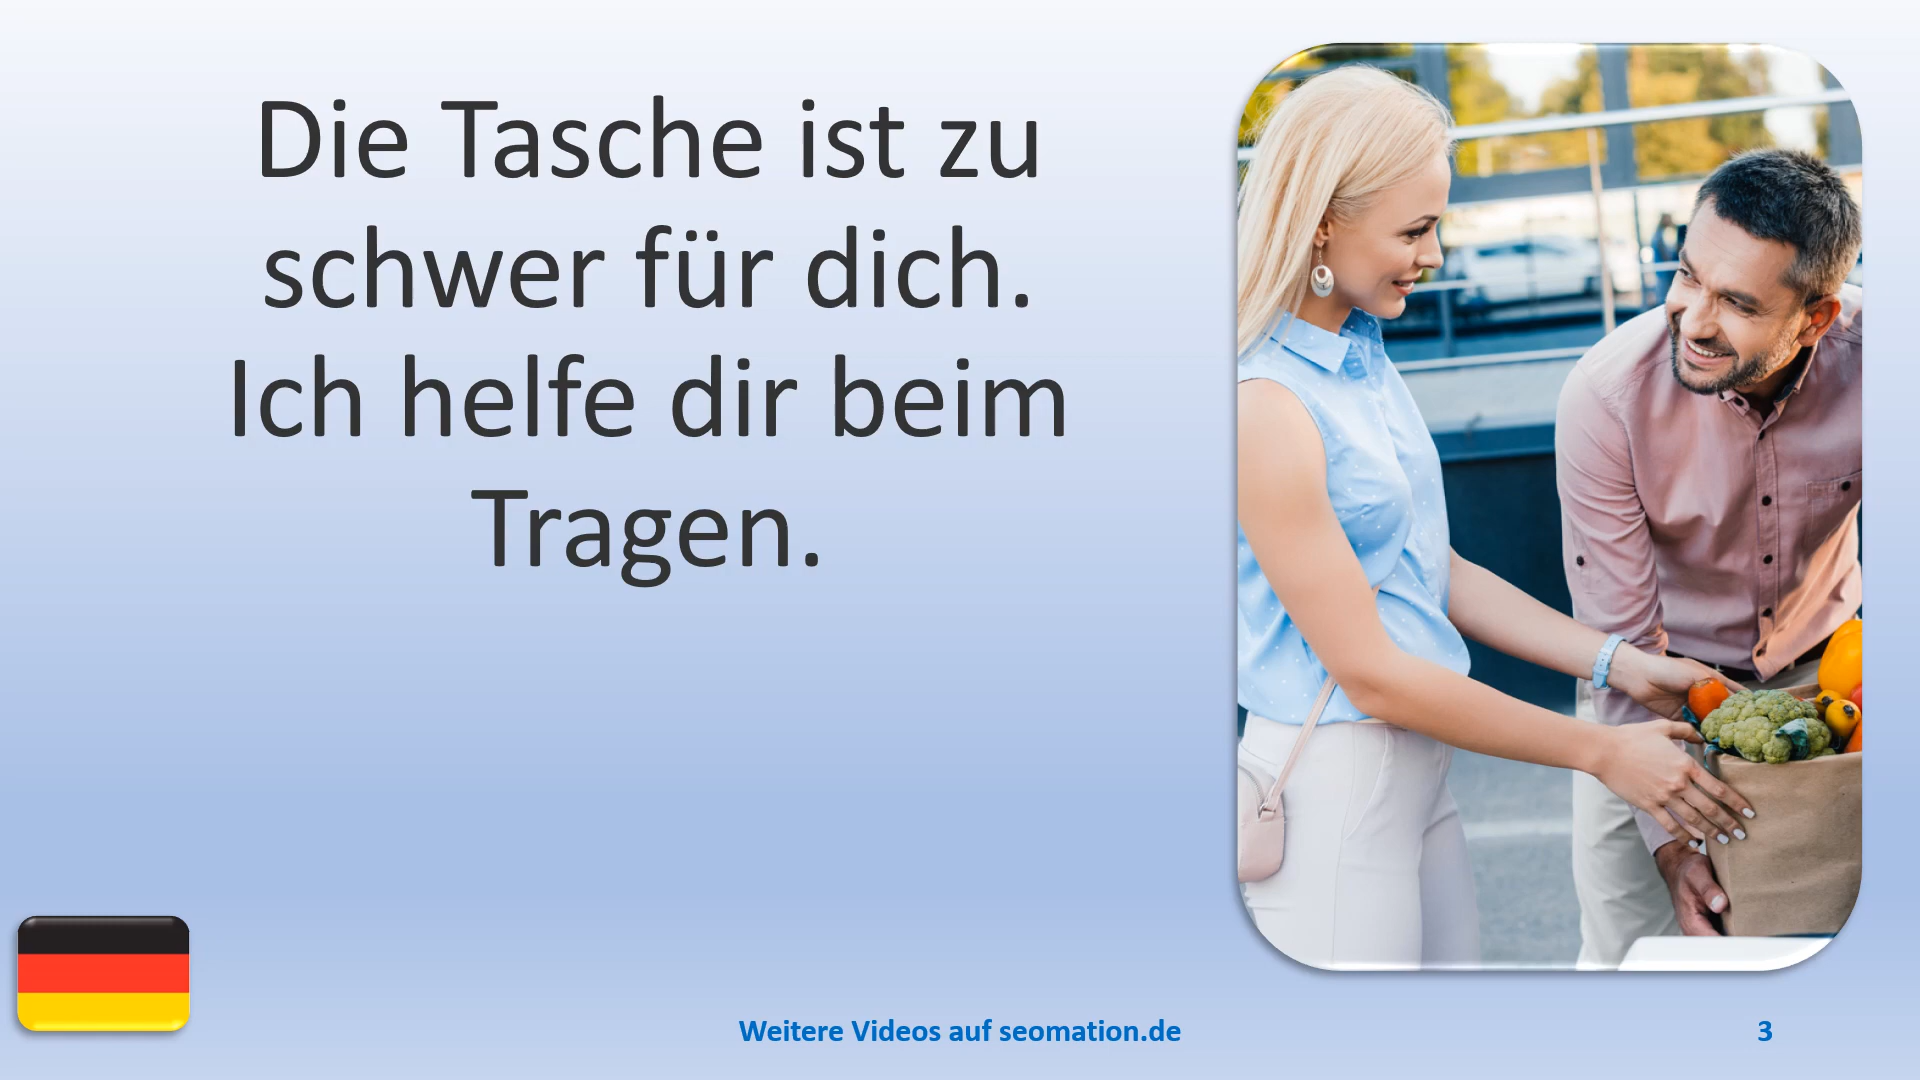 Die Tasche ist zu
schwer für dich.
Ich helfe dir beim
Tragen.
Weitere Videos auf seomation.de
3